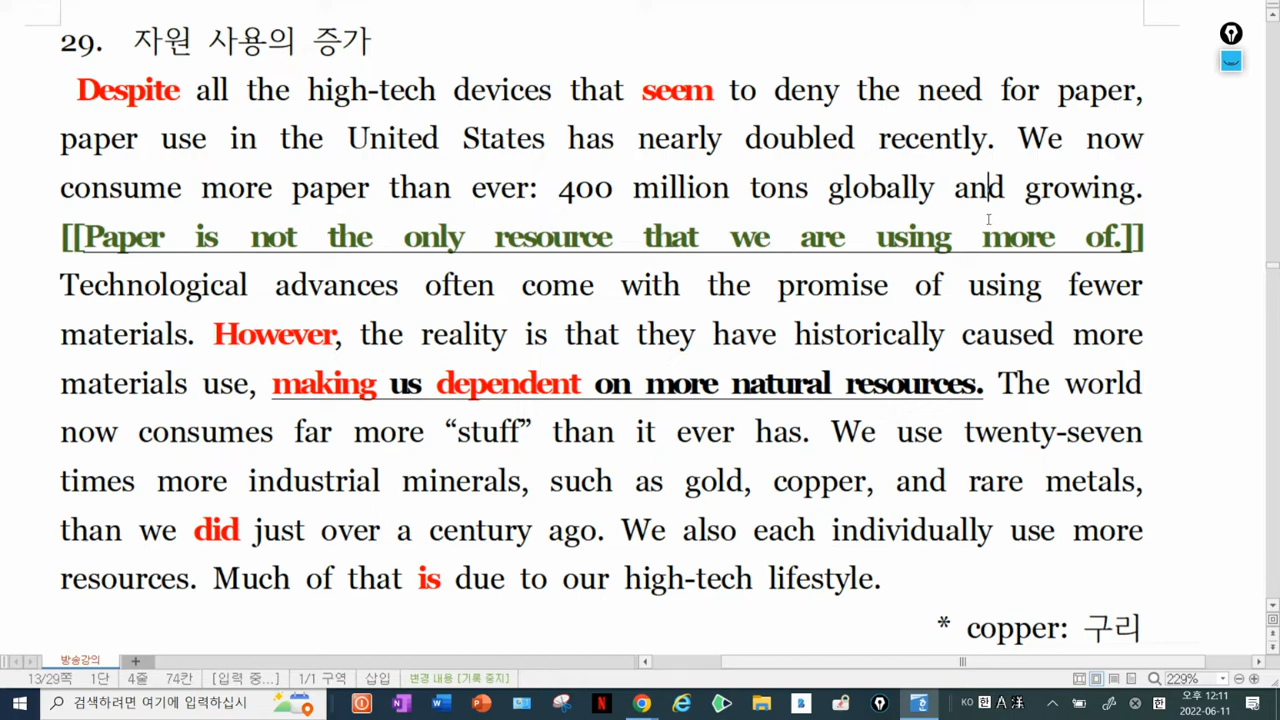 29. 자원 사용의 증가
Despite all the high-tech devices that seem to deny the need for paper,
paper use in the United States has nearly doubled recently. We now
consume more paper than ever: 400 million tons globally and growing.
[[Paper is not the only resource that we are using more of.]]
Technological advances often come with the promise of using fewer
materials. However, the reality is that they have historically caused more
materials use, making us dependent on more natural resources. The world
now consumes far more “stuff” than it ever has. We use twenty-seven
times more industrial minerals, such as gold, copper, and rare metals,
than we did just over a century ago. We also each individually use more
resources. Much of that is due to our high-tech lifestyle.
* copper: 구리
방송강의
13/29쪽 1단 4줄 74칸 [입력 중...] 1/1 구역 삽입 변경 내용 [기록 중지] 229%
검색하려면 여기에 입력하십시 KO 한 A 漢 한 오후 12:11
2022-06-11